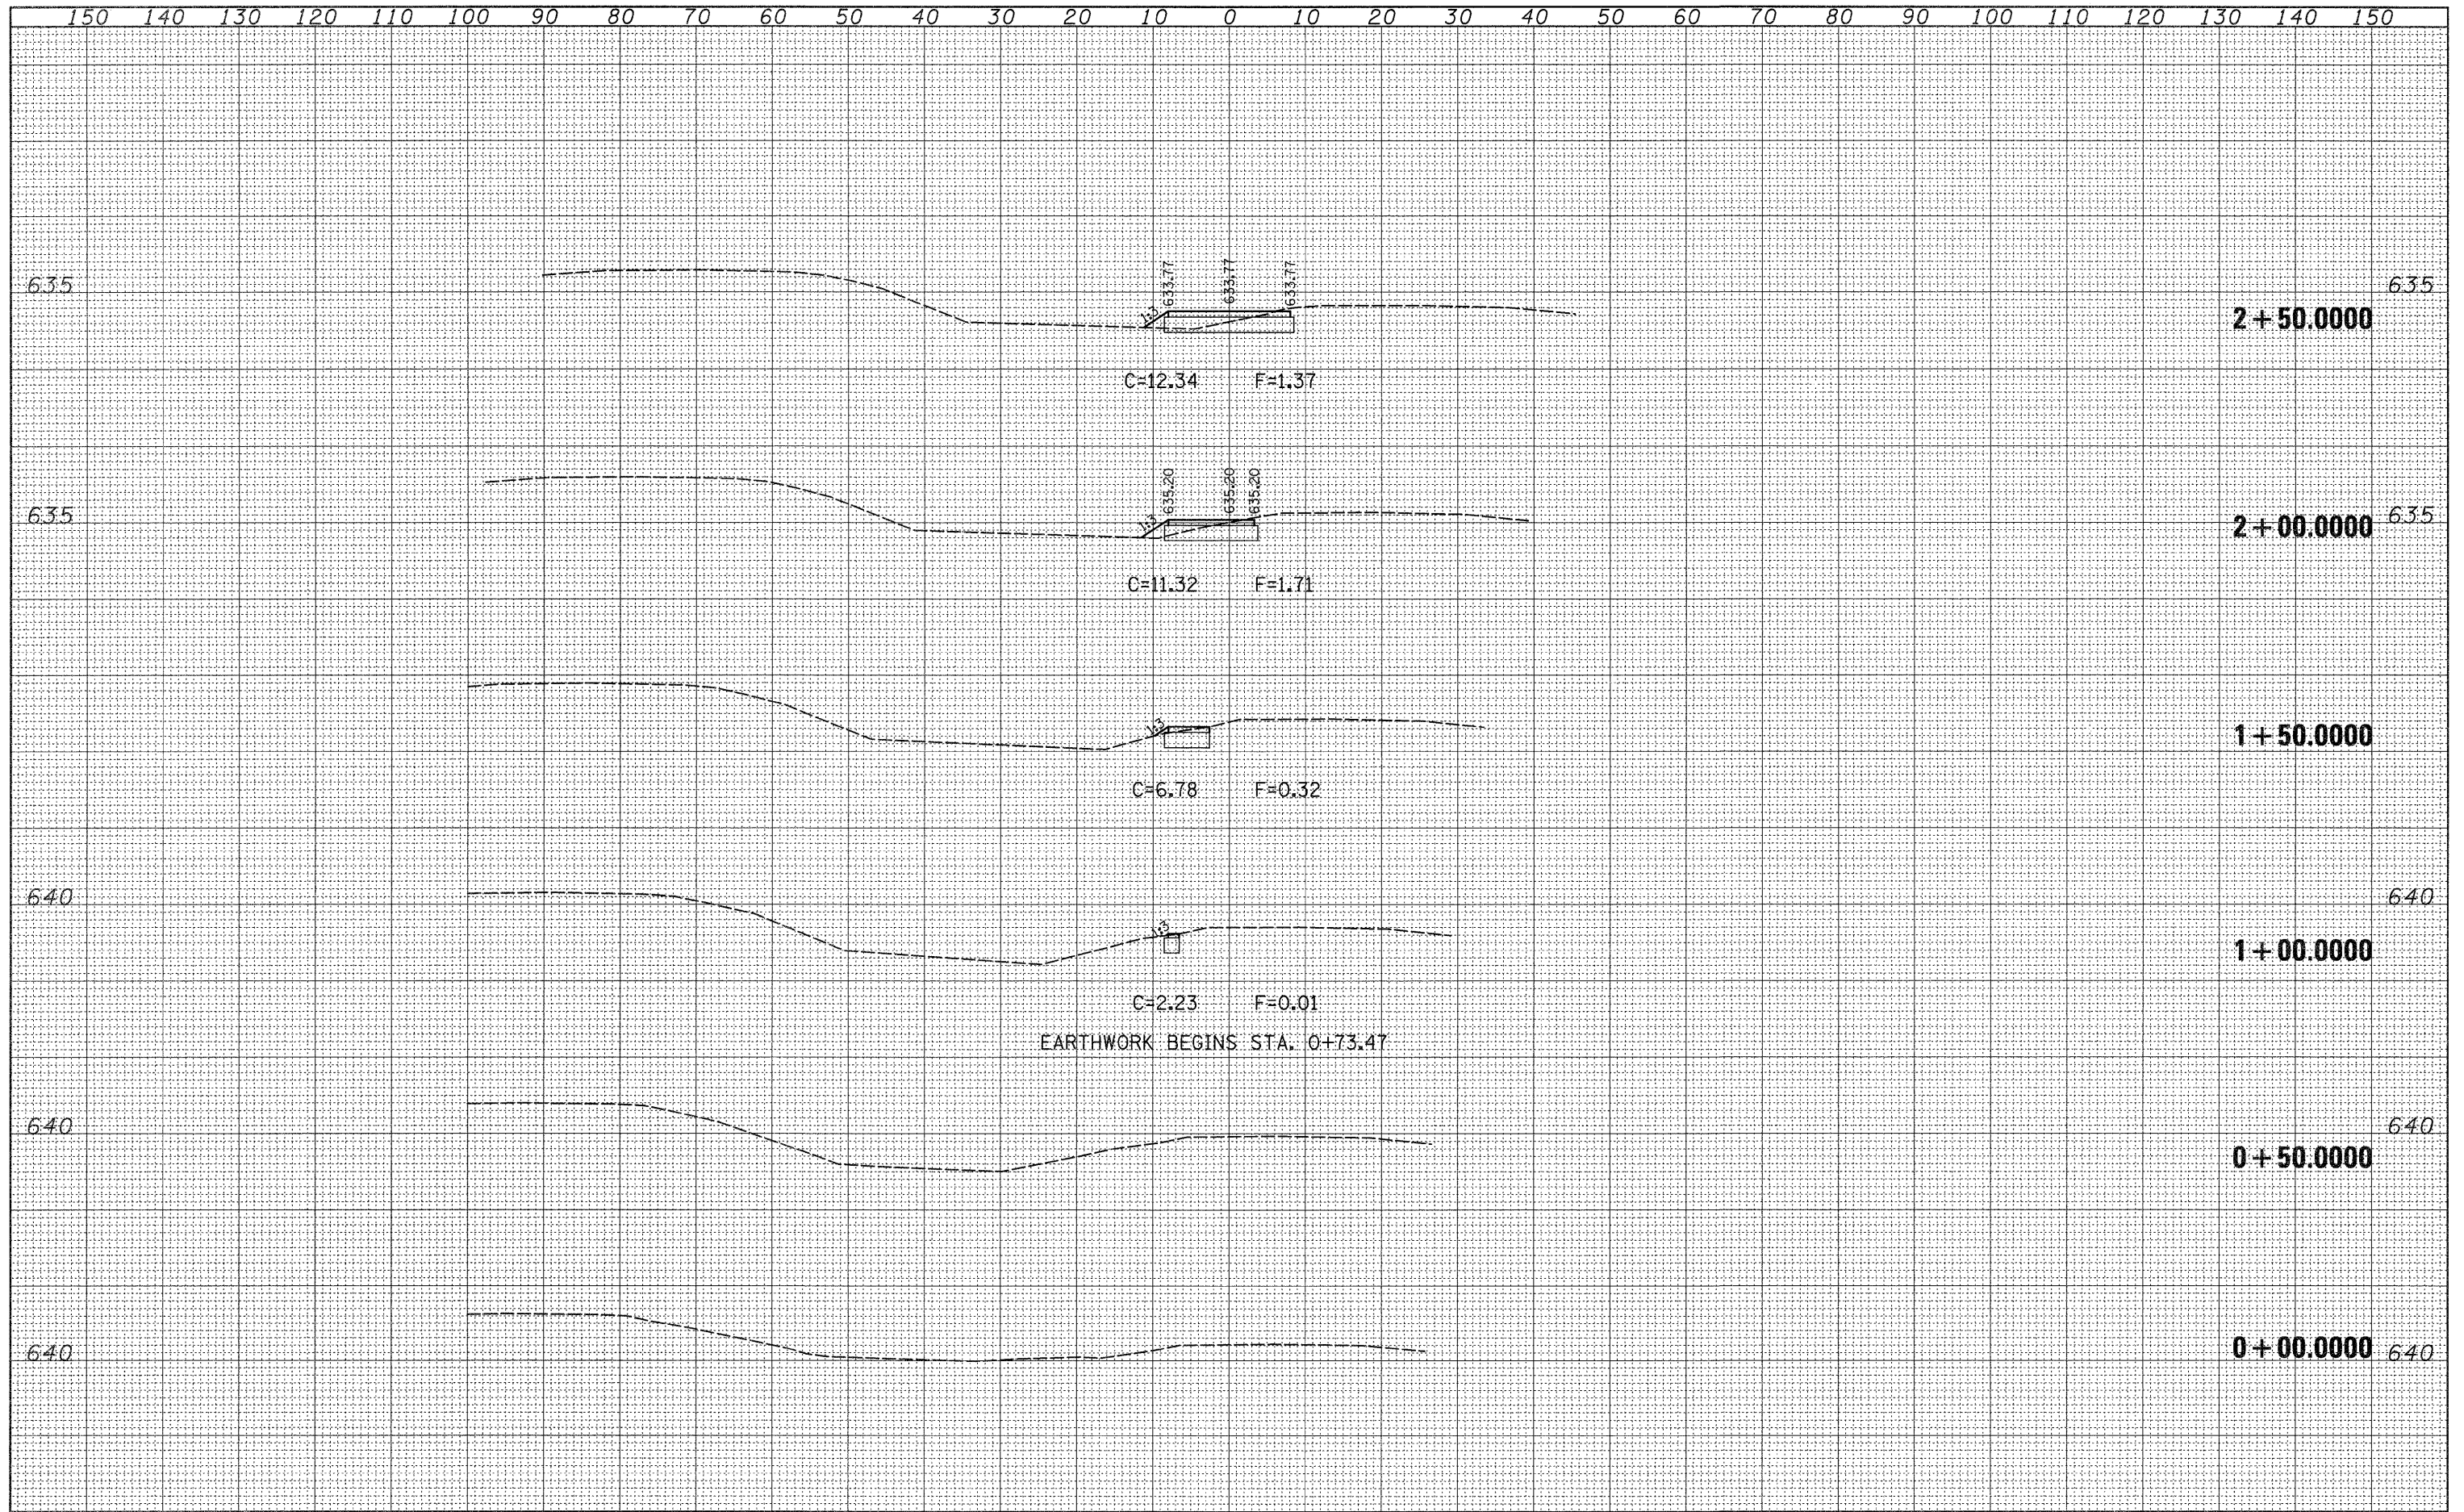 150 140 130 120 110 100 90 80 70 60 50 40 30 20 10 0 10 20 30 40 50 60 70 80 90 100 110 120 130 140 150
633.77 633.77 633.77
635 635
1:3
2+50.0000
C=12.34 F=1.37
635.20 635.20 635.20
635 635
1:3
2+00.0000
C=11.32 F=1.71
1:3
1+50.0000
C=6.78 F=0.32
640 640
1:3
1+00.0000
C=2.23 F=0.01
EARTHWORK BEGINS STA. 0+73.47
640 640
0+50.0000
640 0+00.0000 640